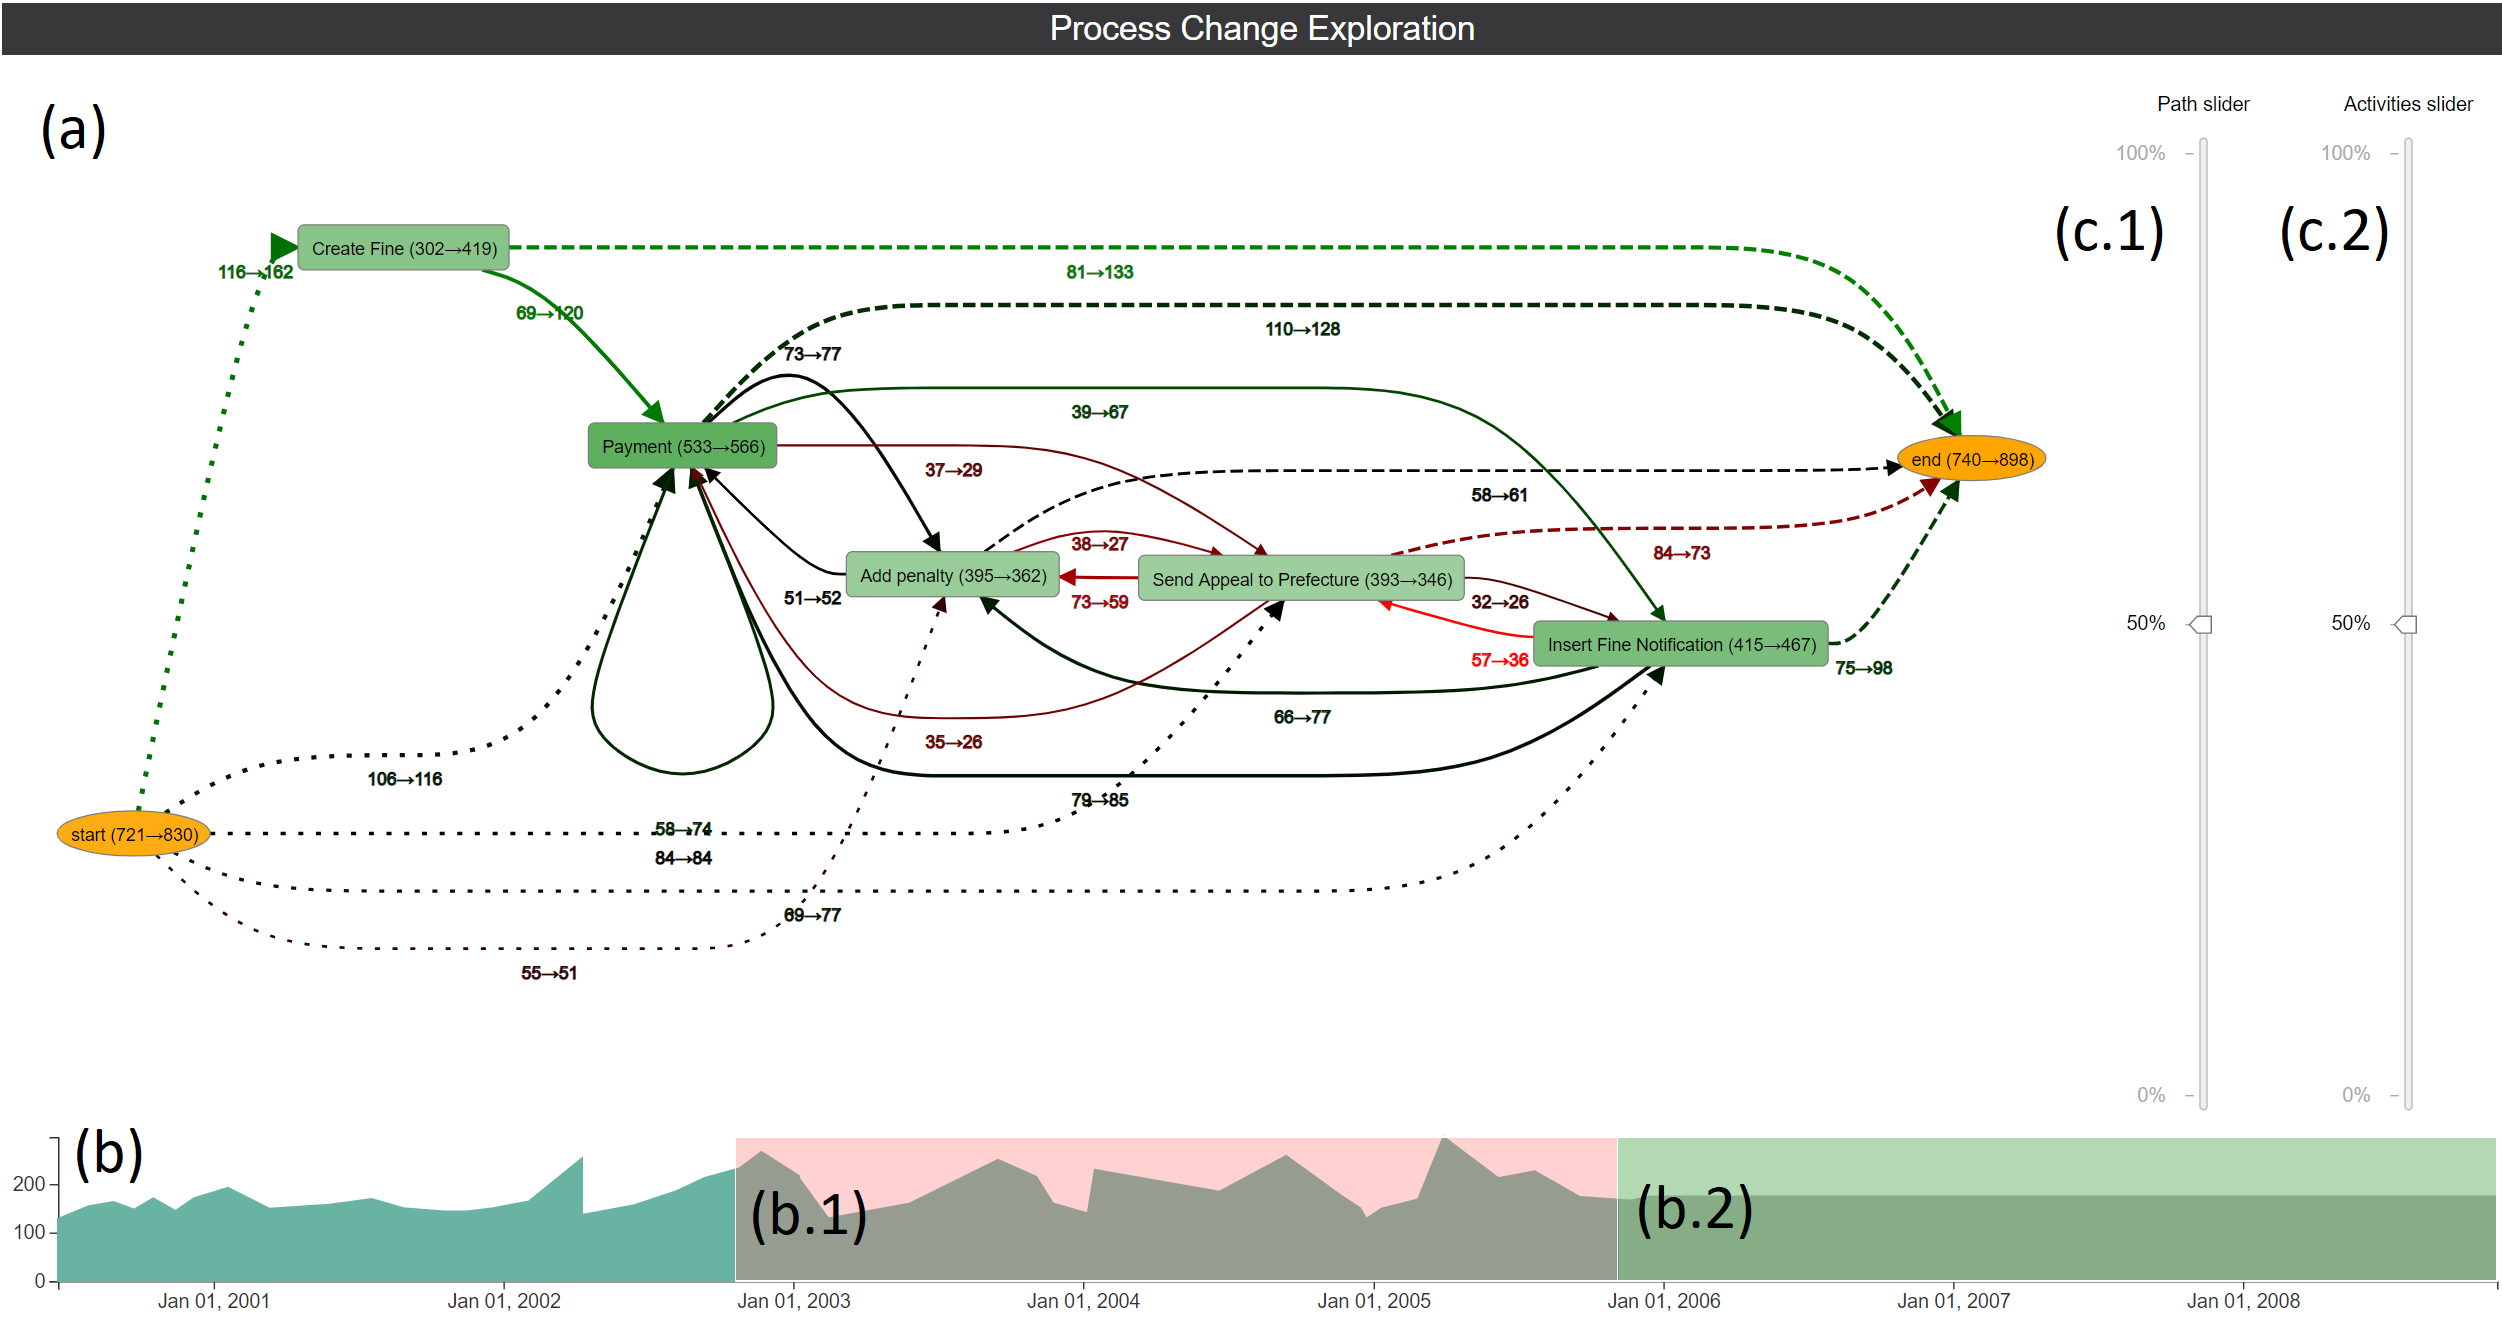 Process Change Exploration
(a)
Path slider
Activities slider
100%
100%
(c.1)
(c.2)
Create Fine (302→419)
116→162
81→133
69→120
110→128
73→77
39→67
Payment (533→566)
37→29
end (740→898)
58→61
38→27
84→73
Add penalty (395→362)
Send Appeal to Prefecture (393→346)
51→52
73→59
32→26
50%
50%
Insert Fine Notification (415→467)
57→36
75→98
66→77
35→26
106→116
79→85
start (721→830)
58→74
84→84
69→77
55→51
0%
0%
(b)
200
100
0
(b.1)
(b.2)
Jan 01, 2001
Jan 01, 2002
Jan 01, 2003
Jan 01, 2004
Jan 01, 2005
Jan 01, 2006
Jan 01, 2007
Jan 01, 2008